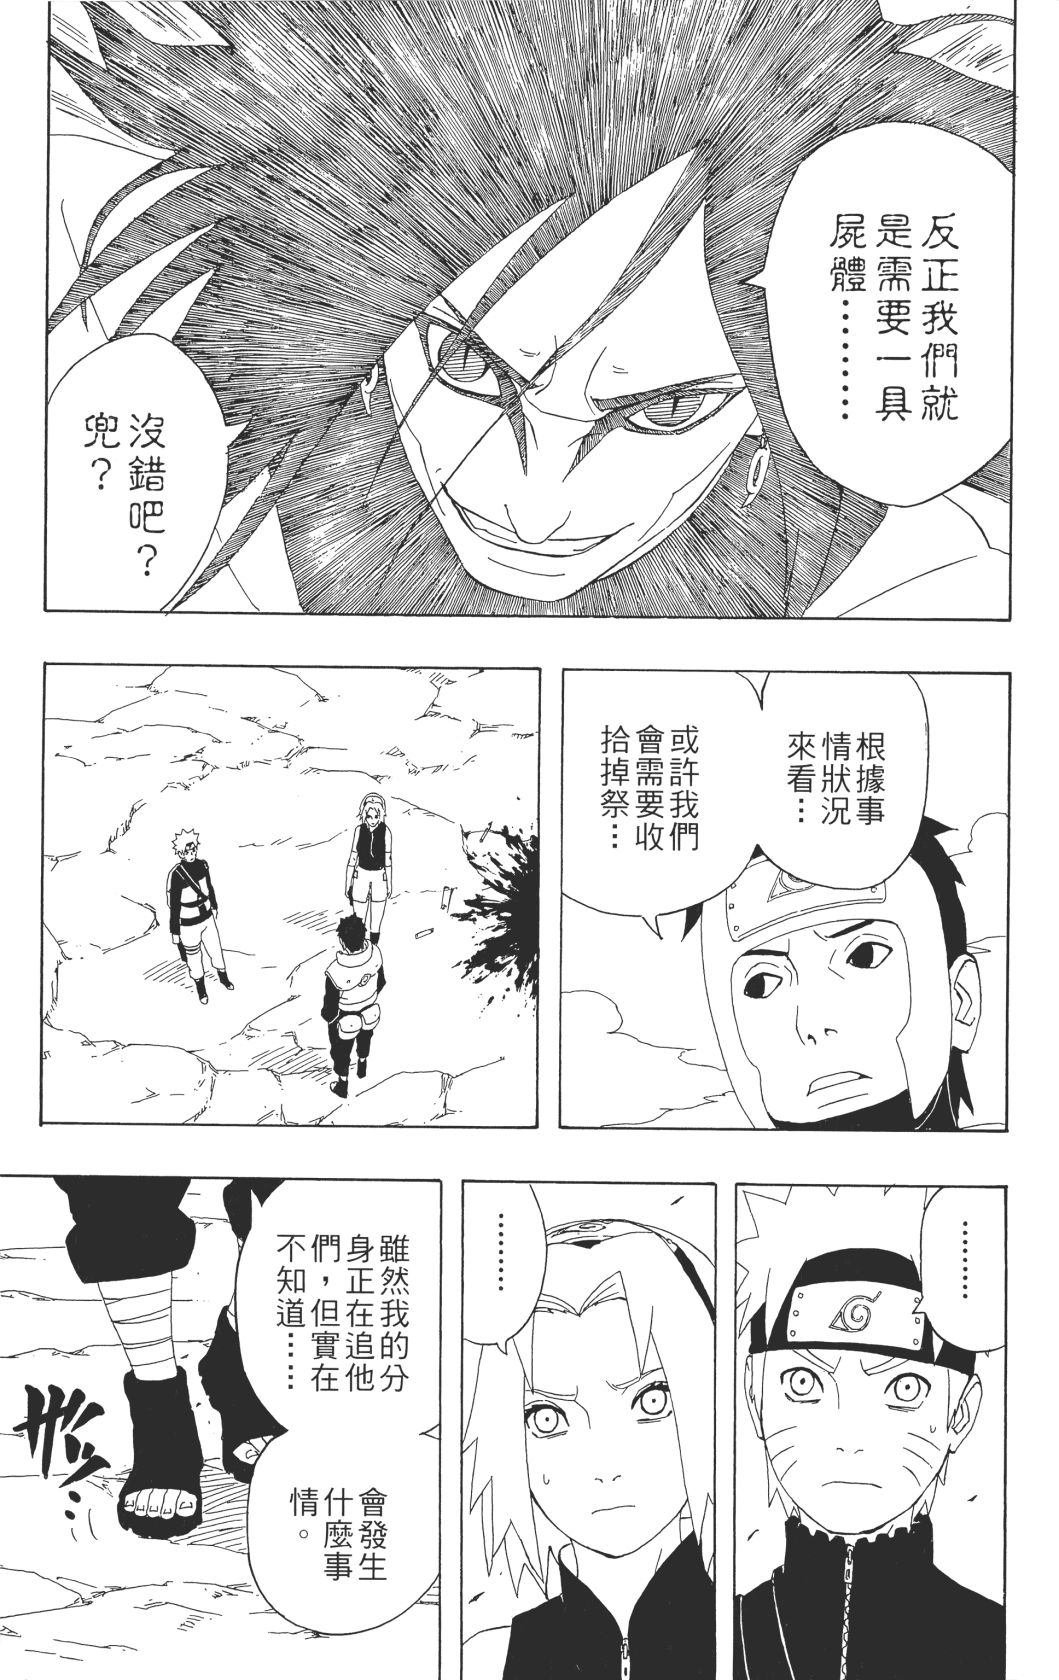 反正我們就
是需要一具
屍體………
沒錯吧？
兜？
根據事
情狀況
來看…
或許我們
會需要收
拾掉祭…
……
……
雖然我的分
身正在追他
們，但實在
不知道……
會發生
什麼事
情。
ザッ…